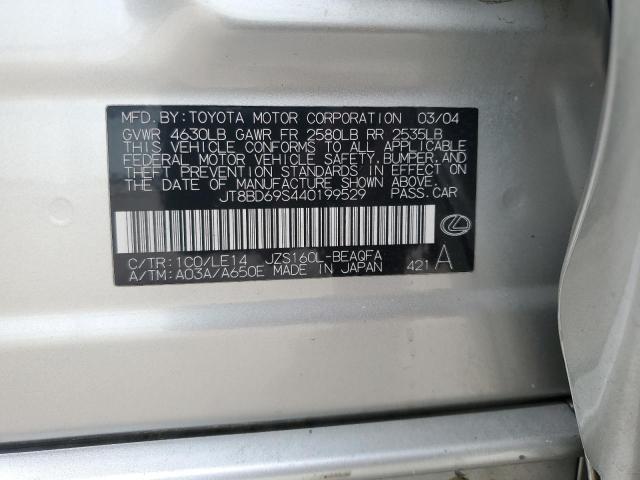 MFD. BY: TOYOTA MOTOR CORPORATION 03/04
GVWR 4630LB GAWR FR 2580LB RR 2535LB
THIS VEHICLE CONFORMS TO ALL APPLICABLE
FEDERAL MOTOR VEHICLE SAFETY, BUMPER, AND
THEFT PREVENTION STANDARDS IN EFFECT ON
THE DATE OF MANUFACTURE SHOWN ABOVE.
JT8BD69S440199529 PASS. CAR
C/TR: 1C0/LE14 JZS160L-BEAQFA
A/TM: A03A/A650E MADE IN JAPAN 421 A